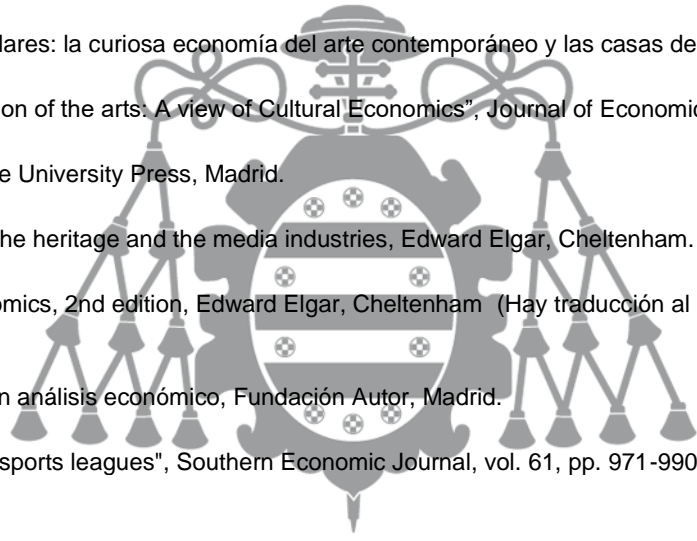 lares: la curiosa economía del arte contemporáneo y las casas de
ion of the arts: A view of Cultural Economics”, Journal of Economic
e University Press, Madrid.
he heritage and the media industries, Edward Elgar, Cheltenham.
omics, 2nd edition, Edward Elgar, Cheltenham (Hay traducción al
n análisis económico, Fundación Autor, Madrid.
sports leagues", Southern Economic Journal, vol. 61, pp. 971-990